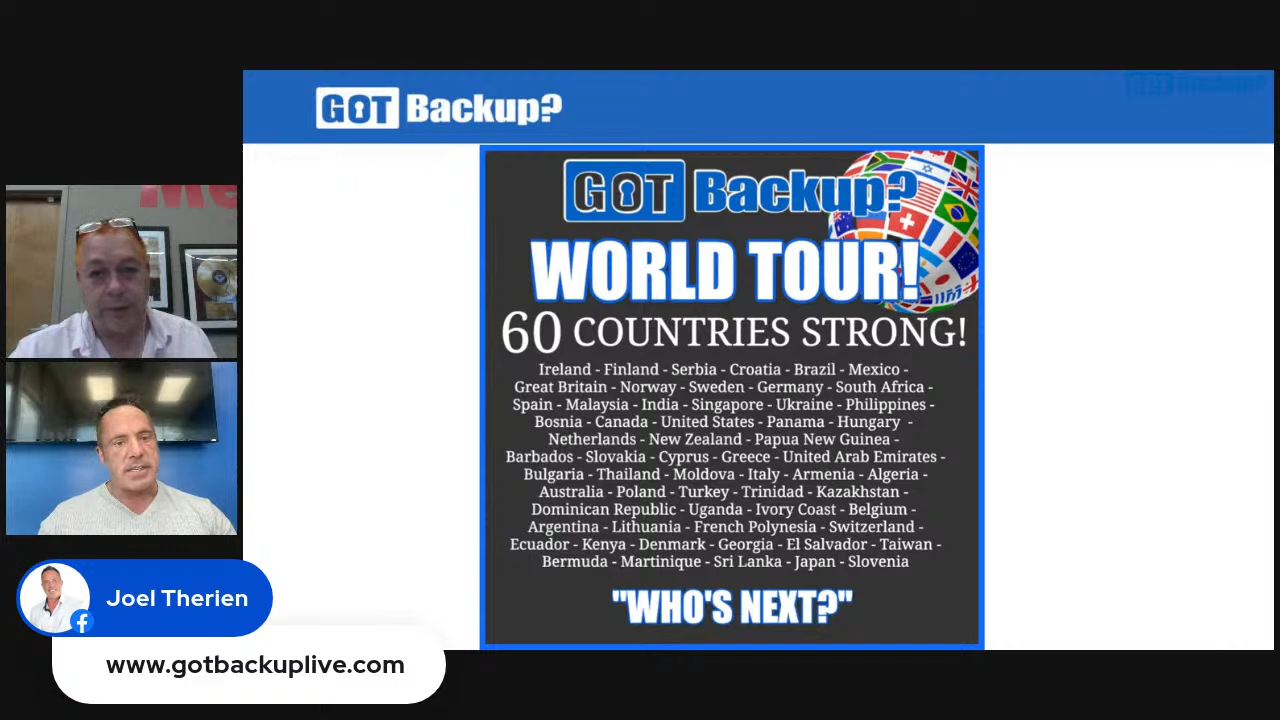 GOT Backup?
GOT Backup?
GOT Backup?
WORLD TOUR!
60 COUNTRIES STRONG!
Ireland - Finland - Serbia - Croatia - Brazil - Mexico -
Great Britain - Norway - Sweden - Germany - South Africa -
Spain - Malaysia - India - Singapore - Ukraine - Philippines -
Bosnia - Canada - United States - Panama - Hungary -
Netherlands - New Zealand - Papua New Guinea -
Barbados - Slovakia - Cyprus - Greece - United Arab Emirates -
Bulgaria - Thailand - Moldova - Italy - Armenia - Algeria -
Australia - Poland - Turkey - Trinidad - Kazakhstan -
Dominican Republic - Uganda - Ivory Coast - Belgium -
Argentina - Lithuania - French Polynesia - Switzerland -
Ecuador - Kenya - Denmark - Georgia - El Salvador - Taiwan -
Bermuda - Martinique - Sri Lanka - Japan - Slovenia
"WHO'S NEXT?"
Joel Therien
www.gotbackuplive.com